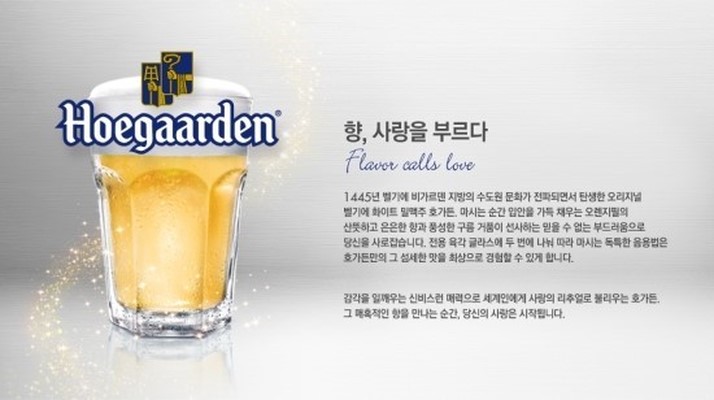 Hoegaarden
향, 사랑을 부르다
Flavor calls love
1445년 벨기에 비가르덴 지방의 수도원 문화가 전파되면서 탄생한 오리지널
벨기에 화이트 밀맥주 호가든. 마시는 순간 입안을 가득 채우는 오렌지필의
산뜻하고 은은한 향과 풍성한 구름 거품이 선사하는 믿을 수 없는 부드러움으로
당신을 사로잡습니다. 전용 육각 글라스에 두 번에 나눠 따라 마시는 독특한 음용법은
호가든만의 그 섬세한 맛을 최상으로 경험할 수 있게 합니다.
감각을 일깨우는 신비스런 매력으로 세계인에게 사랑의 리추얼로 불리우는 호가든.
그 매혹적인 향을 만나는 순간, 당신의 사랑은 시작됩니다.